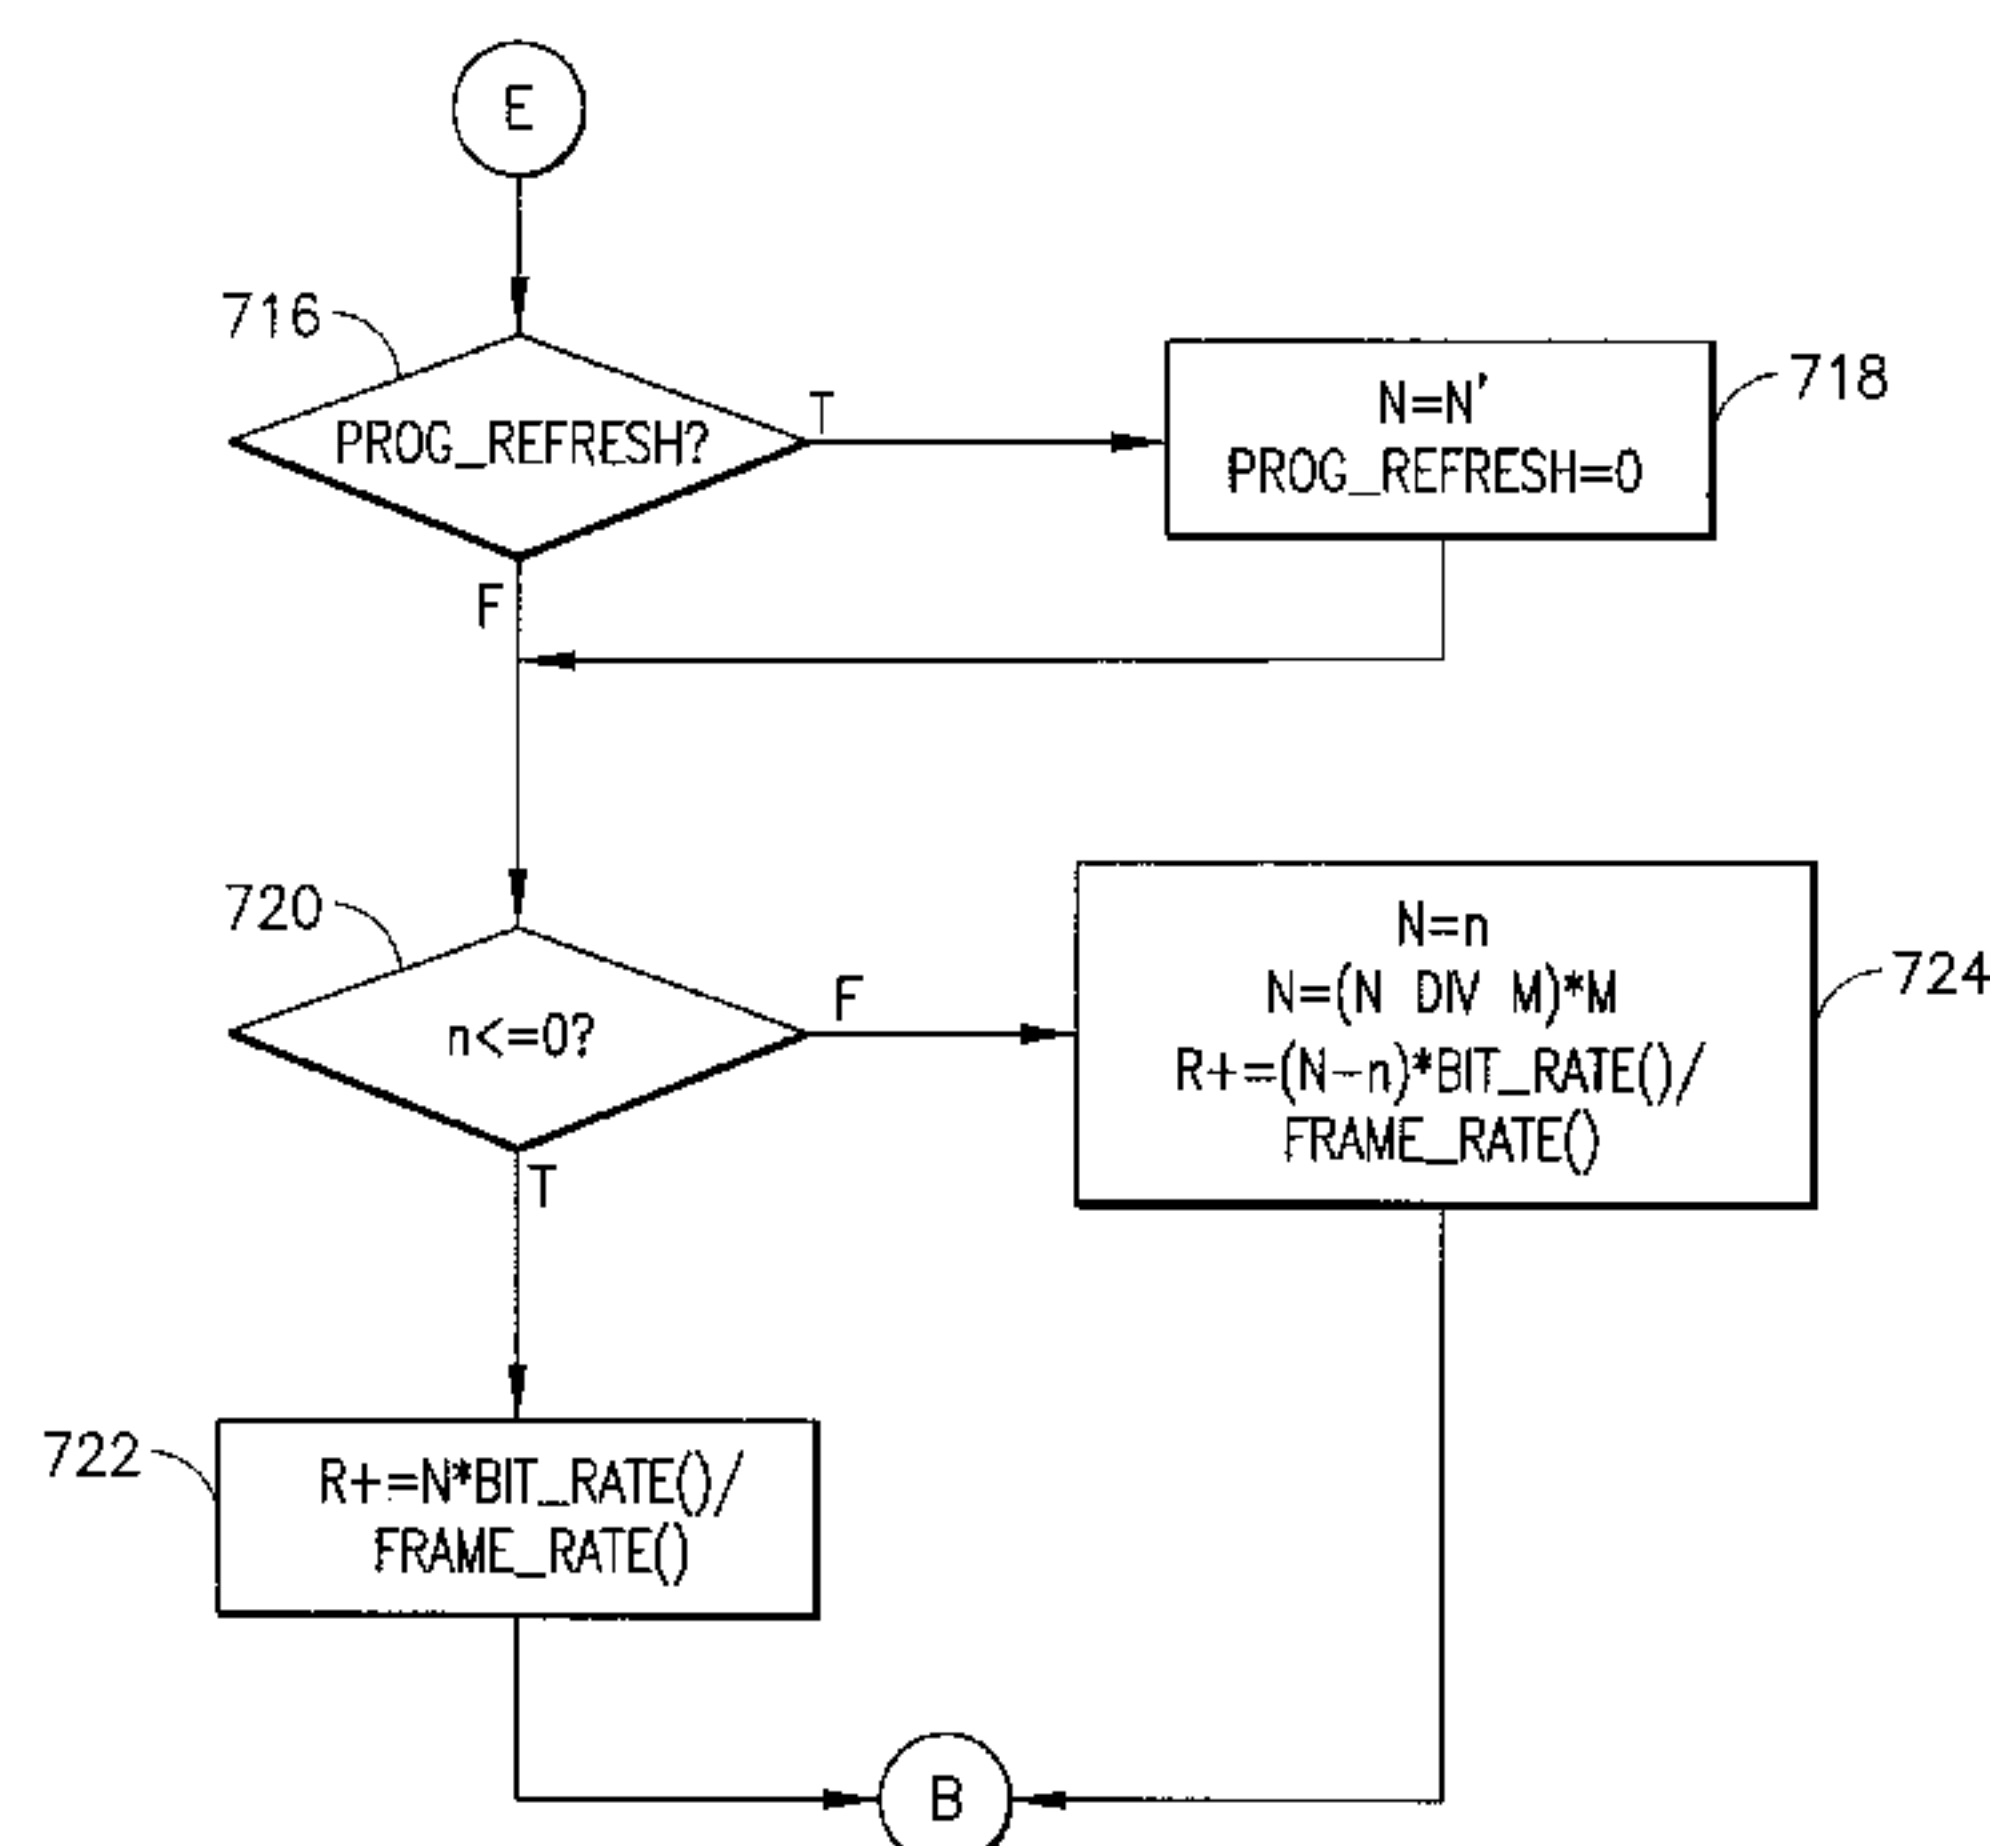 E
716
PROG_REFRESH?
T
N=N'
PROG_REFRESH=0
718
F
720
n<=0?
F
N=n
N=(N DIV M)*M
R+=(N-n)*BIT_RATE()/
FRAME_RATE()
724
T
722
R+=N*BIT_RATE()/
FRAME_RATE()
B